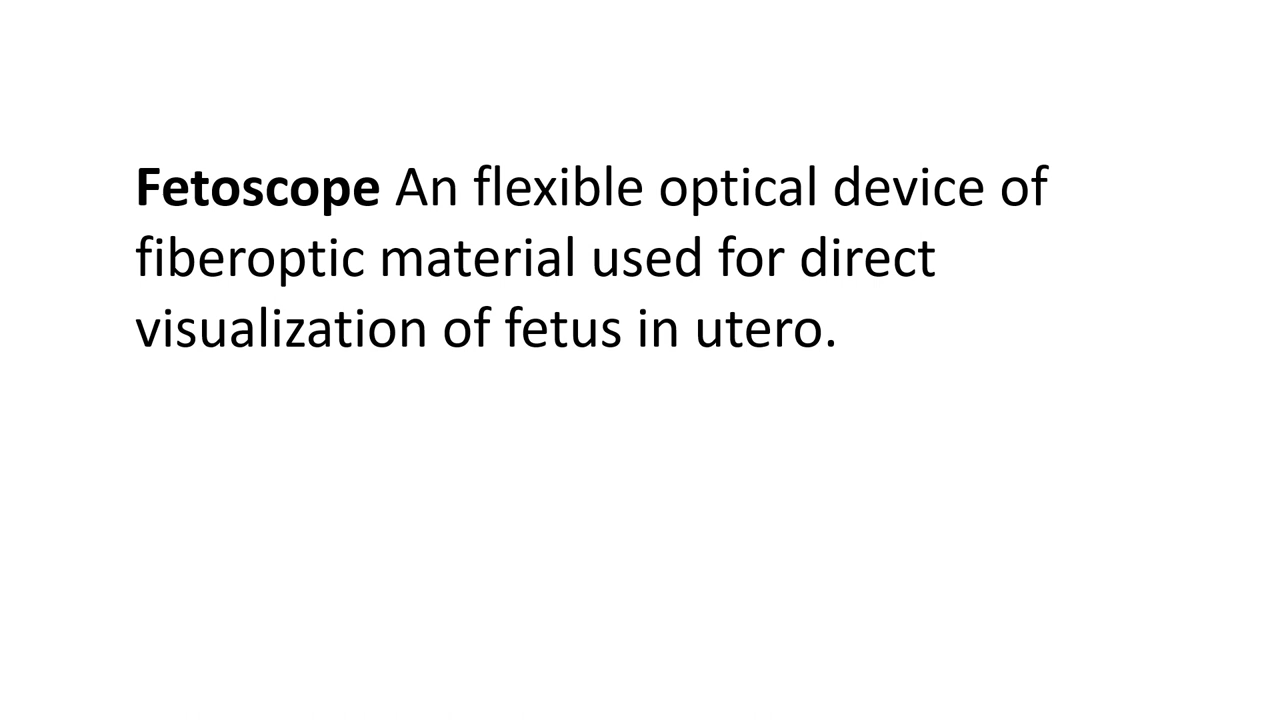 Fetoscope An flexible optical device of
fiberoptic material used for direct
visualization of fetus in utero.